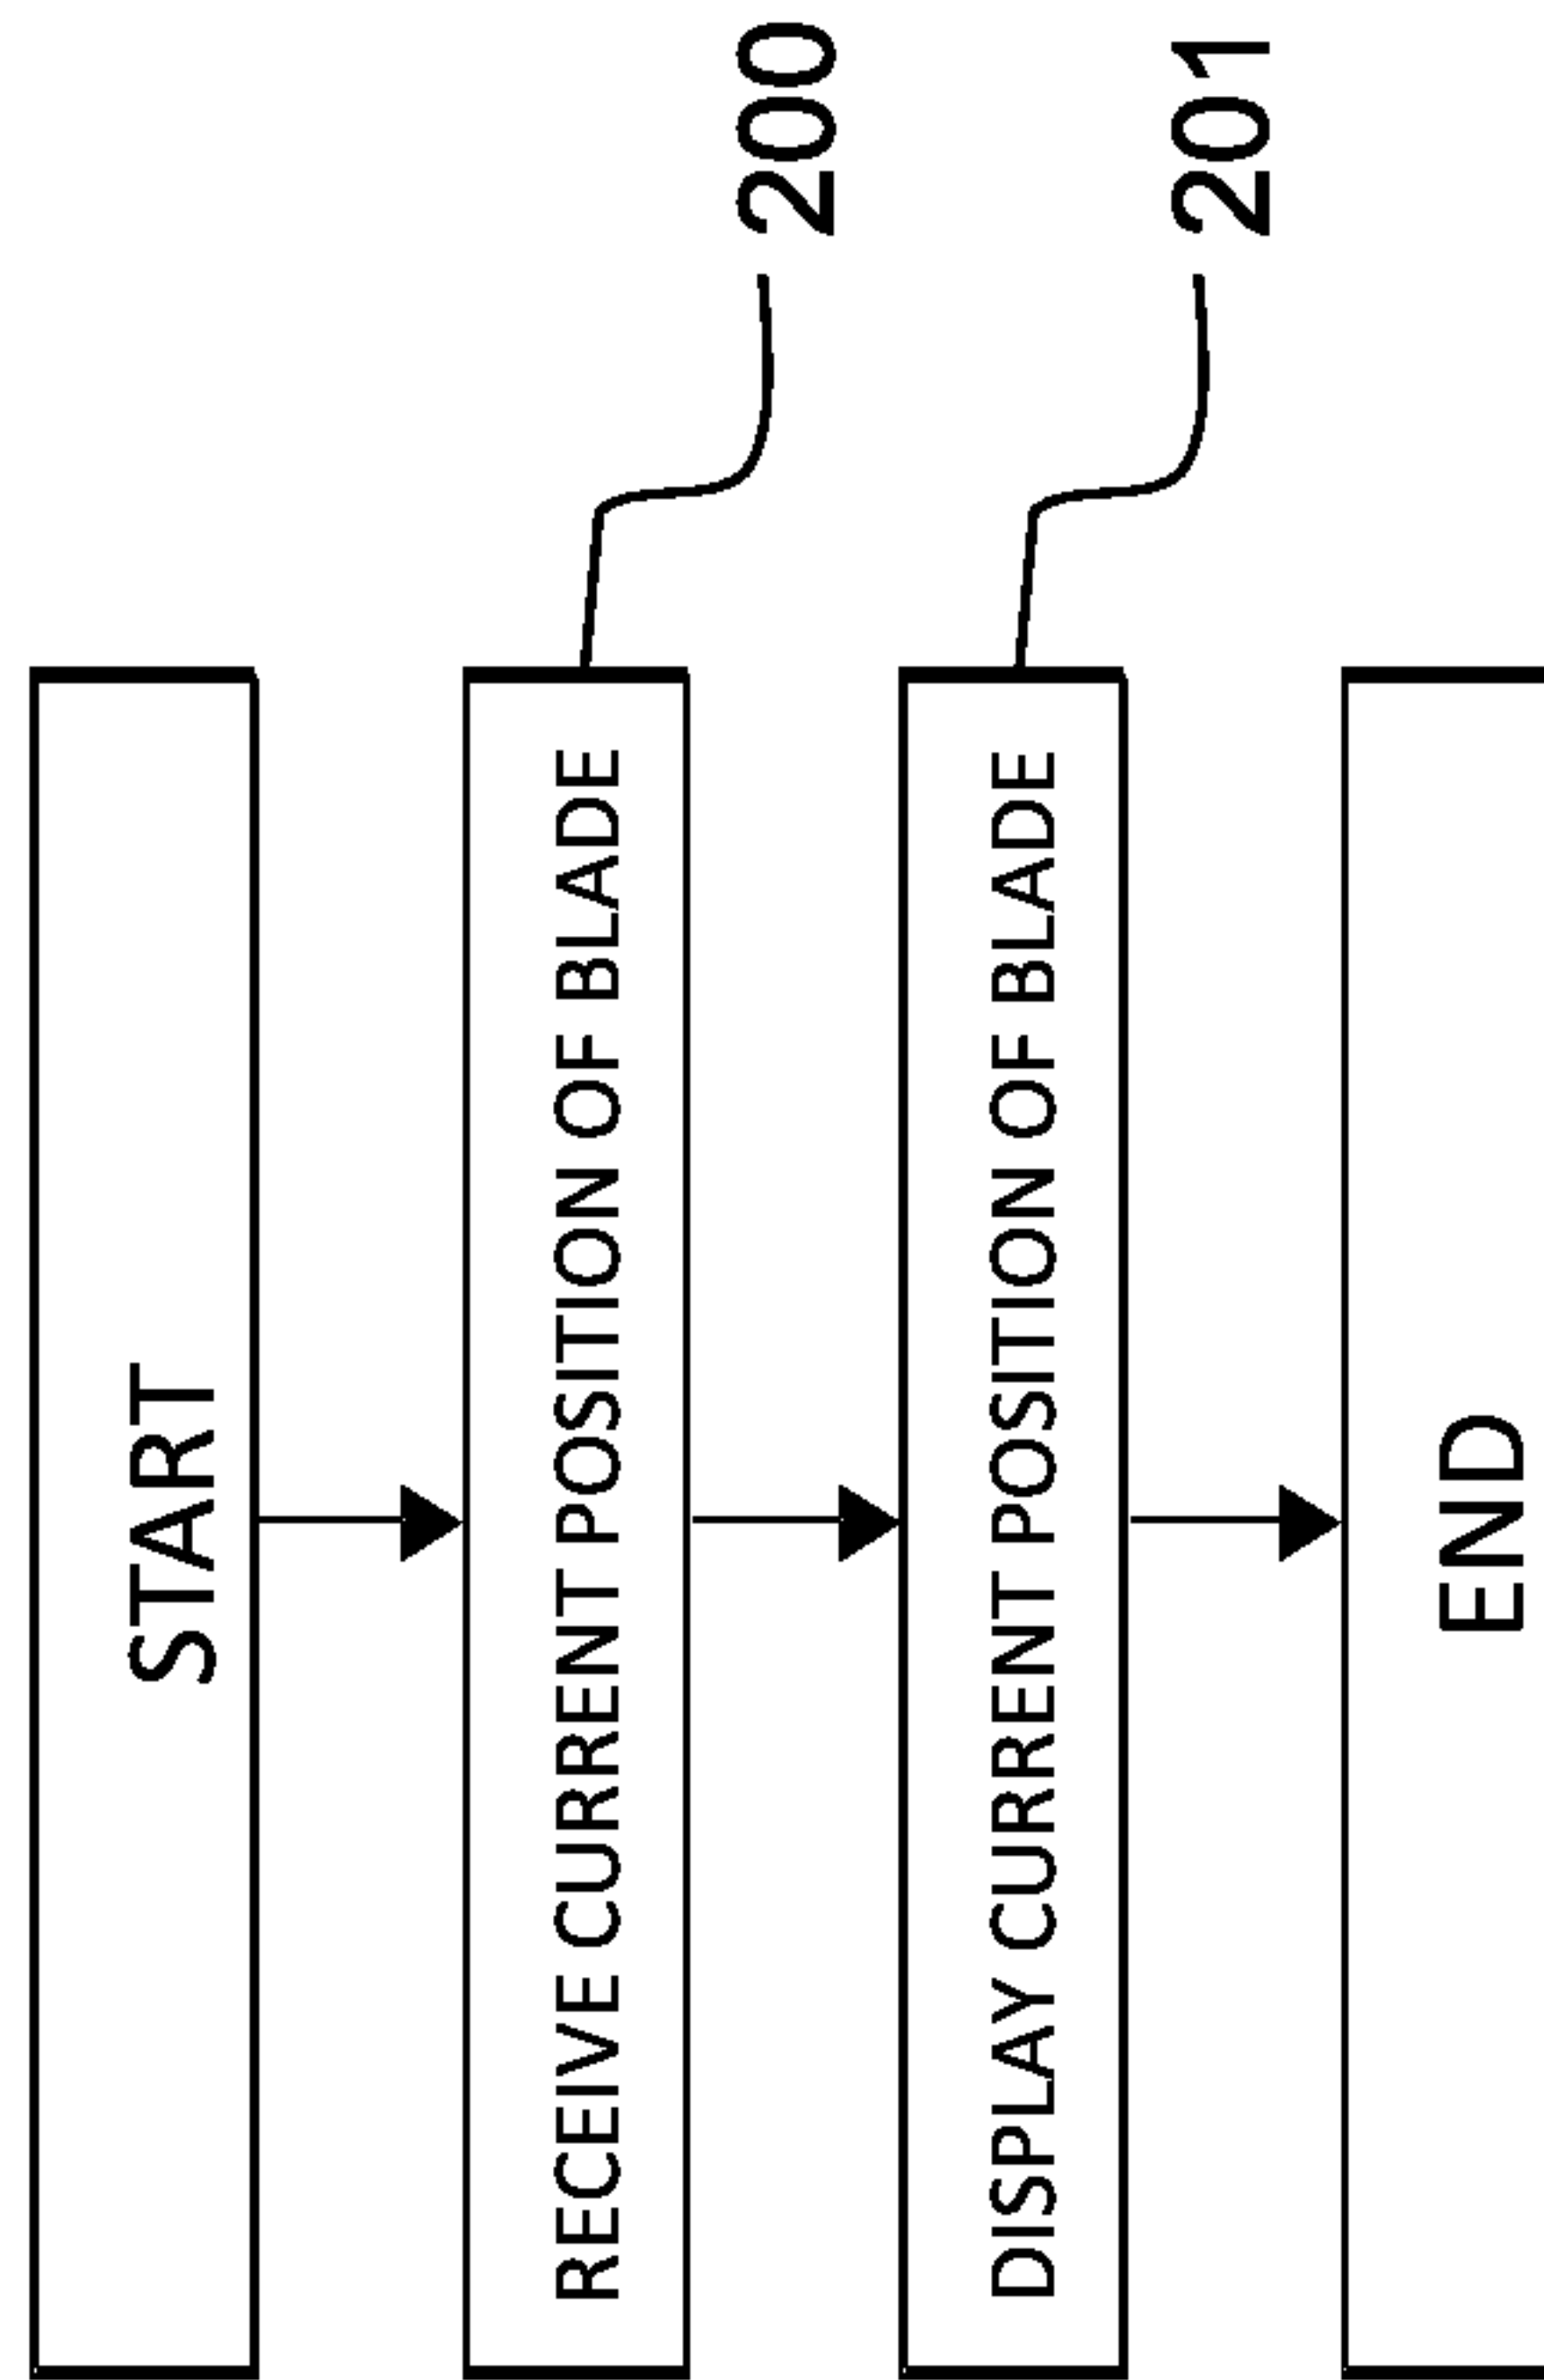 START
RECEIVE CURRENT POSITION OF BLADE
200
DISPLAY CURRENT POSITION OF BLADE
201
END